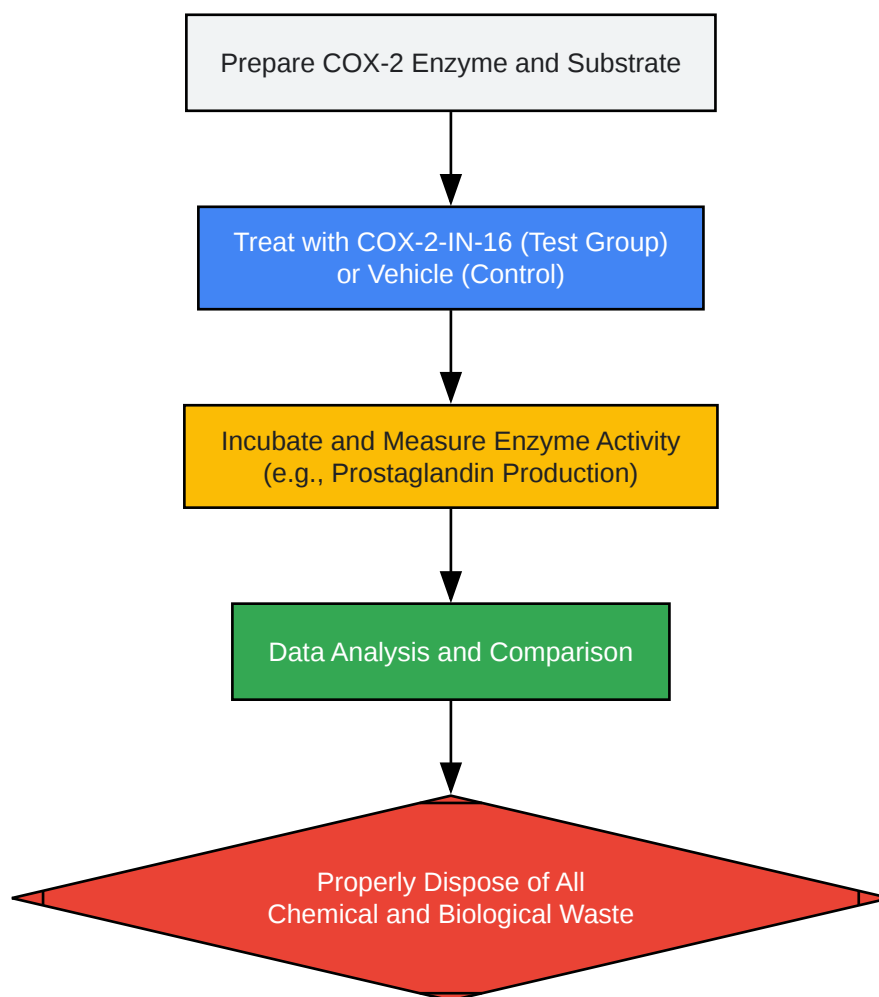 Prepare COX-2 Enzyme and Substrate
Treat with COX-2-IN-16 (Test Group)
or Vehicle (Control)
Incubate and Measure Enzyme Activity
(e.g., Prostaglandin Production)
Data Analysis and Comparison
Properly Dispose of All
Chemical and Biological Waste